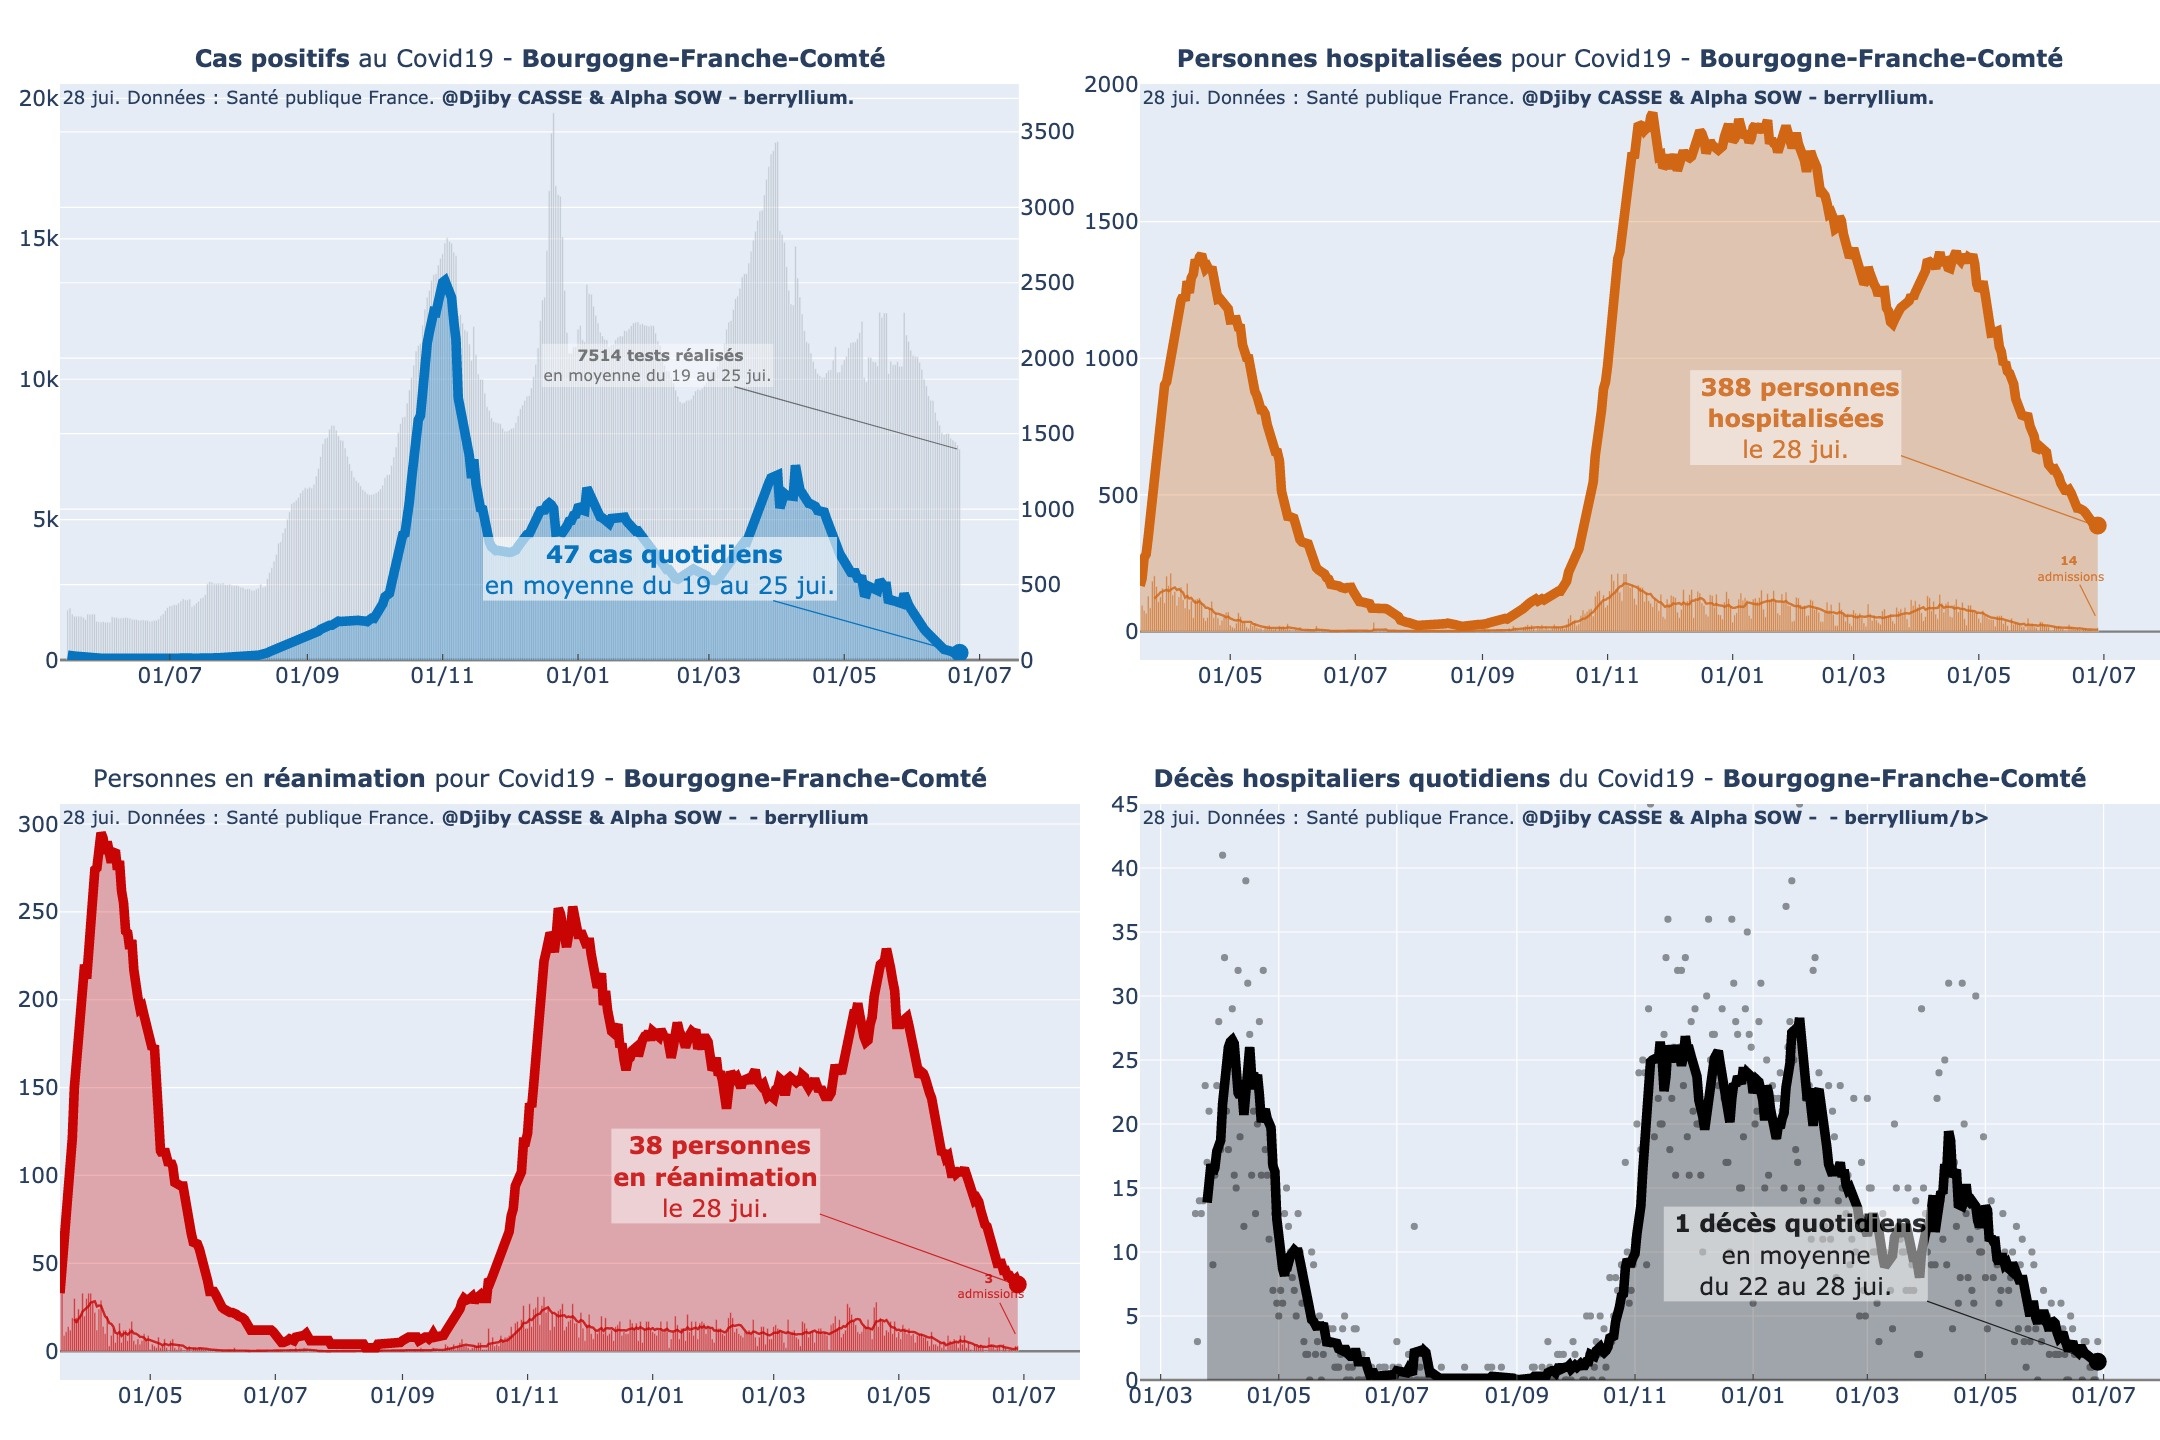 Cas positifs au Covid19 - Bourgogne-Franche-Comté
28 jui. Données : Santé publique France. @Djiby CASSE & Alpha SOW - berryllium.
20k
15k
10k
5k
0
3500
3000
2500
2000
1500
1000
500
0
7514 tests réalisés
en moyenne du 19 au 25 jui.
47 cas quotidiens
en moyenne du 19 au 25 jui.
01/07 01/09 01/11 01/01 01/03 01/05 01/07
Personnes hospitalisées pour Covid19 - Bourgogne-Franche-Comté
28 jui. Données : Santé publique France. @Djiby CASSE & Alpha SOW - berryllium.
2000
1500
1000
500
0
388 personnes
hospitalisées
le 28 jui.
14
admissions
01/05 01/07 01/09 01/11 01/01 01/03 01/05 01/07
Personnes en réanimation pour Covid19 - Bourgogne-Franche-Comté
28 jui. Données : Santé publique France. @Djiby CASSE & Alpha SOW -  - berryllium
300
250
200
150
100
50
0
38 personnes
en réanimation
le 28 jui.
3
admissions
01/05 01/07 01/09 01/11 01/01 01/03 01/05 01/07
Décès hospitaliers quotidiens du Covid19 - Bourgogne-Franche-Comté
28 jui. Données : Santé publique France. @Djiby CASSE & Alpha SOW -  - berryllium/b>
45
40
35
30
25
20
15
10
5
0
1 décès quotidiens
en moyenne
du 22 au 28 jui.
01/03 01/05 01/07 01/09 01/11 01/01 01/03 01/05 01/07